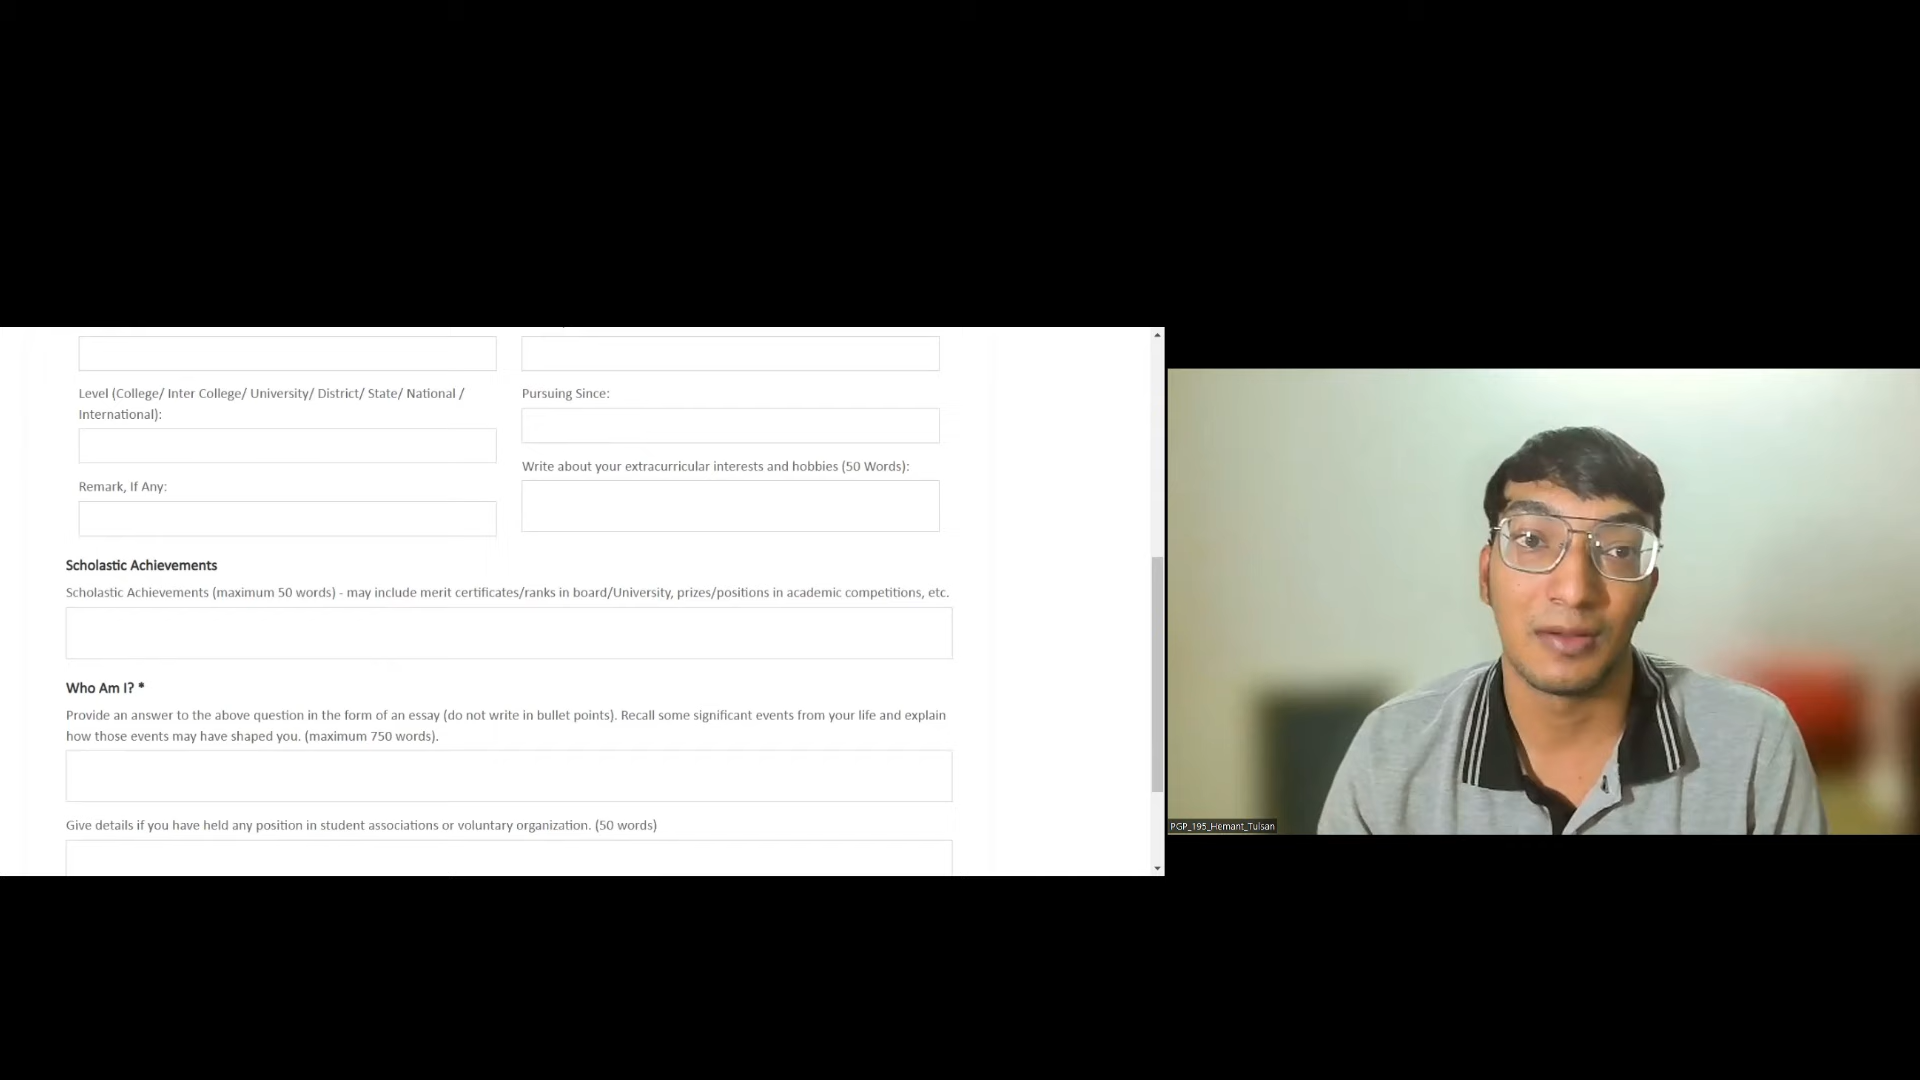 Level (College/ Inter College/ University/ District/ State/ National /
International):
Pursuing Since:
Write about your extracurricular interests and hobbies (50 Words):
Remark, If Any:
Scholastic Achievements
Scholastic Achievements (maximum 50 words) - may include merit certificates/ranks in board/University, prizes/positions in academic competitions, etc.
Who Am I? *
Provide an answer to the above question in the form of an essay (do not write in bullet points). Recall some significant events from your life and explain
how those events may have shaped you. (maximum 750 words).
Give details if you have held any position in student associations or voluntary organization. (50 words)
PGP_195_Hemant_Tulsan